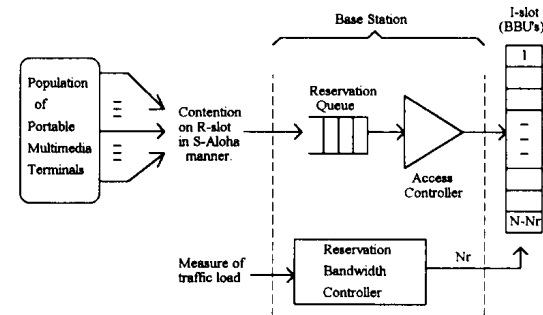 I-slot
(BBU's)
Base Station
1
Population
of
Portable
Multimedia
Terminals
Contention
on R-slot
in S-Aloha
manner.
Reservation
Queue
Access
Controller
N-Nr
Measure of
traffic load
Reservation
Bandwidth
Controller
Nr